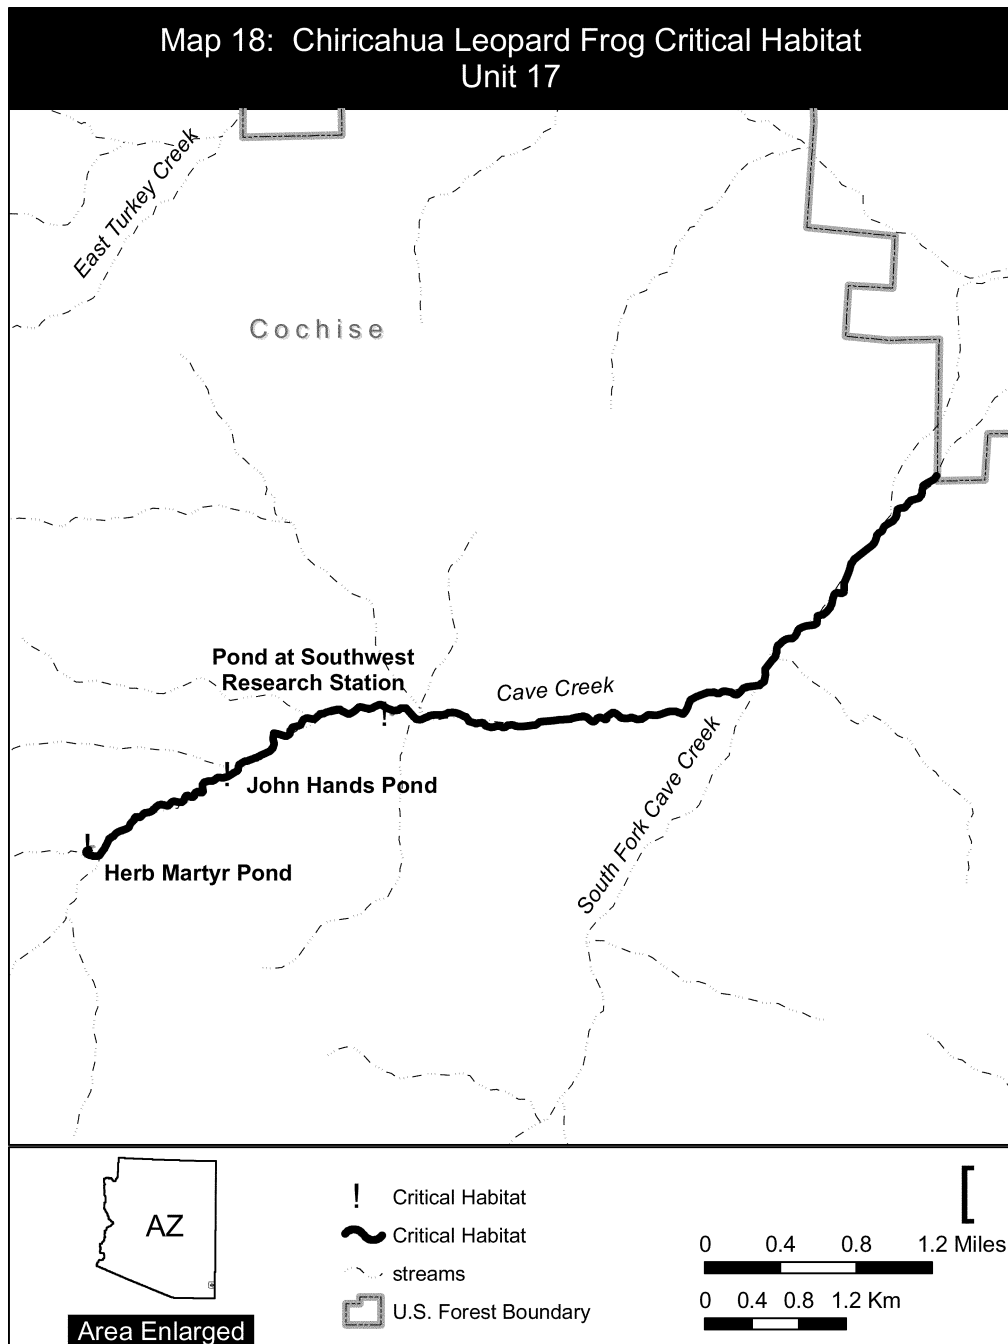 Map 18: Chiricahua Leopard Frog Critical Habitat
Unit 17
East Turkey Creek
Cochise
Pond at Southwest
Research Station
Cave Creek
John Hands Pond
South Fork Cave Creek
Herb Martyr Pond
AZ
Area Enlarged
! Critical Habitat
Critical Habitat
streams
U.S. Forest Boundary
[
0 0.4 0.8 1.2 Miles
0 0.4 0.8 1.2 Km